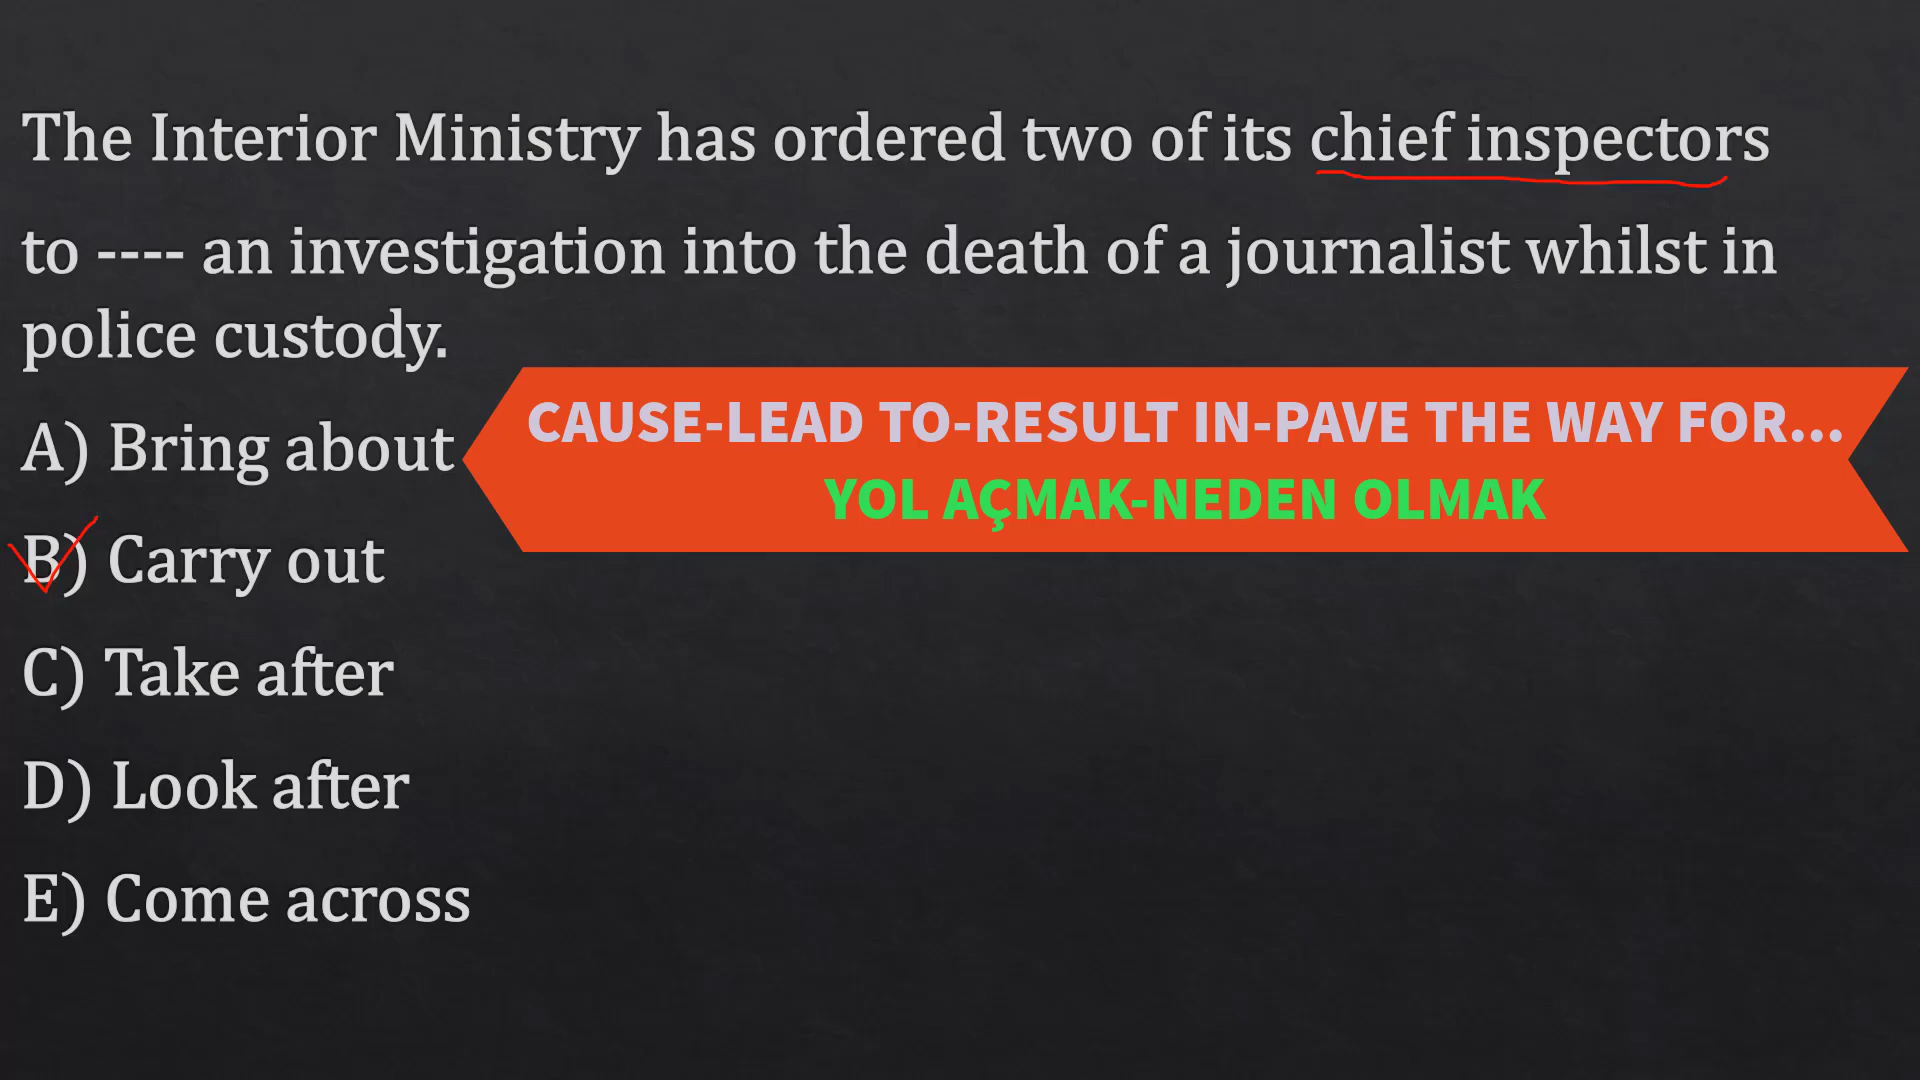 The Interior Ministry has ordered two of its chief inspectors
to ---- an investigation into the death of a journalist whilst in
police custody.
A) Bring about
CAUSE-LEAD TO-RESULT IN-PAVE THE WAY FOR...
YOL AÇMAK-NEDEN OLMAK
B) Carry out
C) Take after
D) Look after
E) Come across